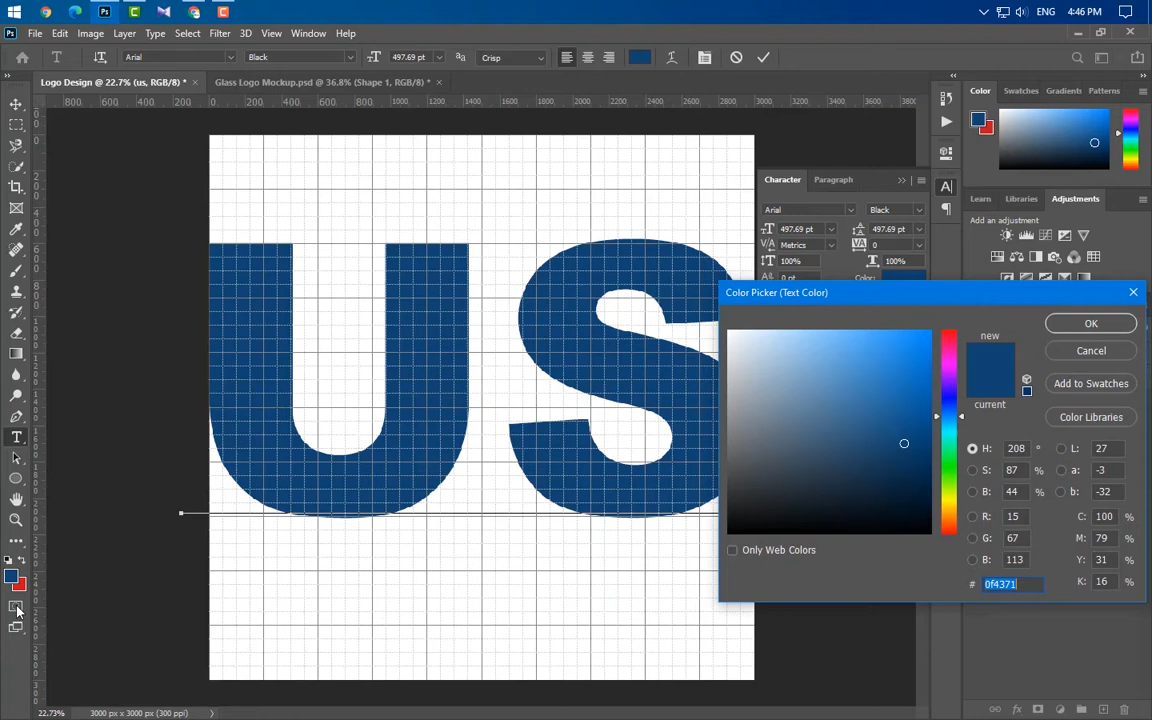 ENG
4:46 PM
File Edit Image Layer Type Select Filter 3D View Window Help
Arial Black 497.69 pt Crisp
Logo Design @ 22.7% (us, RGB/8) * Glass Logo Mockup.psd @ 36.8% (Shape 1, RGB/8) *
800 600 400 200 0 200 400 600 800 1000 1200 1400 1600 1800 2000 2200 2400 2600 2800 3000 3200 3400 3600 3800
Color Swatches Gradients Patterns
Character Paragraph
Learn Libraries Adjustments
Add an adjustment
Arial Black
497.69 pt 497.69 pt
Metrics 0
100% 100%
0 pt Color:
US
Color Picker (Text Color)
OK
Cancel
Add to Swatches
Color Libraries
new
current
H: 208 ° L: 27
S: 87 % a: -3
B: 44 % b: -32
R: 15 C: 100 %
G: 67 M: 79 %
B: 113 Y: 31 %
# 0f4371 K: 16 %
Only Web Colors
22.73% 3000 px x 3000 px (300 ppi)